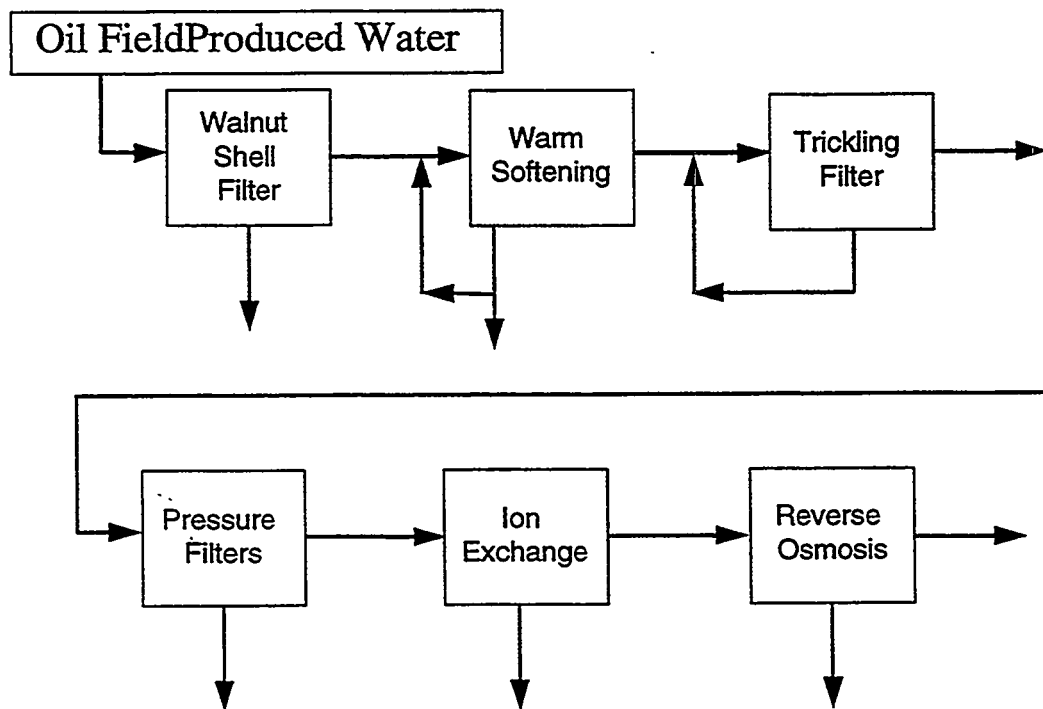 Oil FieldProduced Water
Walnut
Shell
Filter
Warm
Softening
Trickling
Filter
Pressure
Filters
Ion
Exchange
Reverse
Osmosis